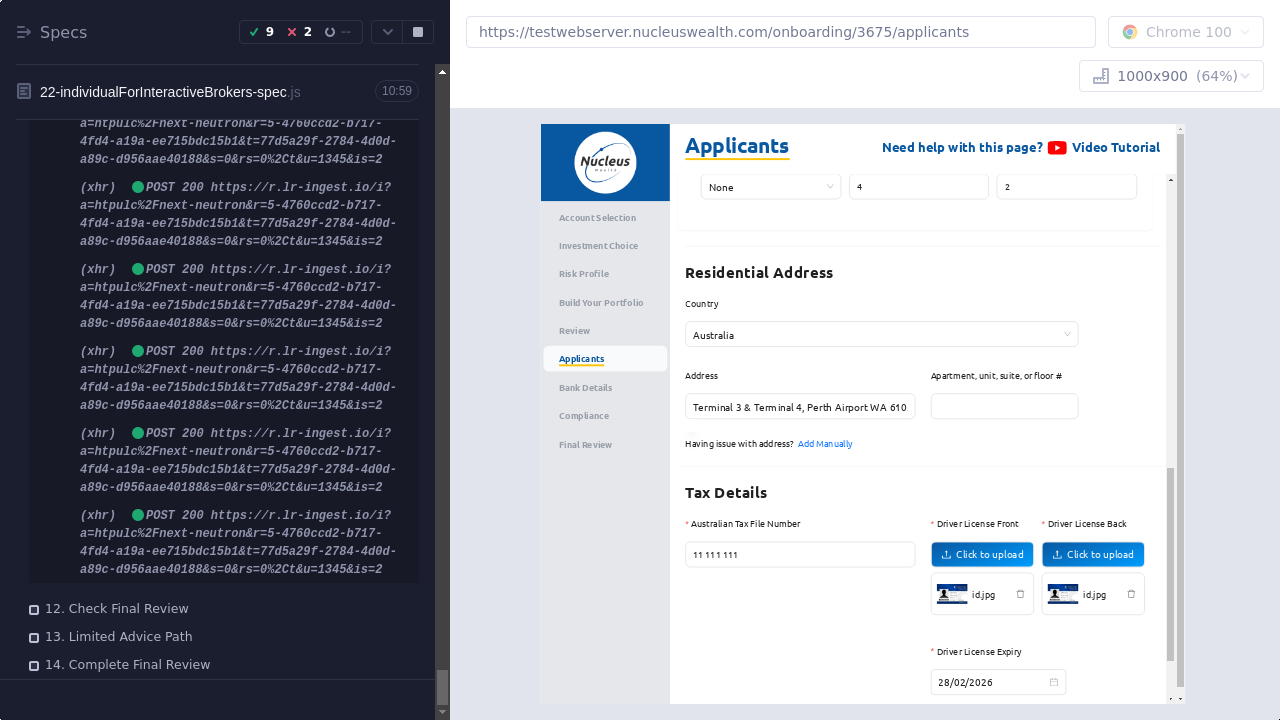 Specs
9
2
--
22-individualForInteractiveBrokers-spec.js
10:59
a=htpulc%2Fnext-neutron&r=5-4760ccd2-b717-
4fd4-a19a-ee715bdc15b1&t=77d5a29f-2784-4d0d-
a89c-d956aae40188&s=0&rs=0%2Ct&u=1345&is=2
(xhr) POST 200 https://r.lr-ingest.io/i?
a=htpulc%2Fnext-neutron&r=5-4760ccd2-b717-
4fd4-a19a-ee715bdc15b1&t=77d5a29f-2784-4d0d-
a89c-d956aae40188&s=0&rs=0%2Ct&u=1345&is=2
(xhr) POST 200 https://r.lr-ingest.io/i?
a=htpulc%2Fnext-neutron&r=5-4760ccd2-b717-
4fd4-a19a-ee715bdc15b1&t=77d5a29f-2784-4d0d-
a89c-d956aae40188&s=0&rs=0%2Ct&u=1345&is=2
(xhr) POST 200 https://r.lr-ingest.io/i?
a=htpulc%2Fnext-neutron&r=5-4760ccd2-b717-
4fd4-a19a-ee715bdc15b1&t=77d5a29f-2784-4d0d-
a89c-d956aae40188&s=0&rs=0%2Ct&u=1345&is=2
(xhr) POST 200 https://r.lr-ingest.io/i?
a=htpulc%2Fnext-neutron&r=5-4760ccd2-b717-
4fd4-a19a-ee715bdc15b1&t=77d5a29f-2784-4d0d-
a89c-d956aae40188&s=0&rs=0%2Ct&u=1345&is=2
(xhr) POST 200 https://r.lr-ingest.io/i?
a=htpulc%2Fnext-neutron&r=5-4760ccd2-b717-
4fd4-a19a-ee715bdc15b1&t=77d5a29f-2784-4d0d-
a89c-d956aae40188&s=0&rs=0%2Ct&u=1345&is=2
12. Check Final Review
13. Limited Advice Path
14. Complete Final Review
https://testwebserver.nucleuswealth.com/onboarding/3675/applicants
Chrome 100
1000x900 (64%)
Nucleus
Wealth
Account Selection
Investment Choice
Risk Profile
Build Your Portfolio
Review
Applicants
Bank Details
Compliance
Final Review
Applicants
Need help with this page? Video Tutorial
None
4
2
Residential Address
Country
Australia
Address
Apartment, unit, suite, or floor #
Terminal 3 & Terminal 4, Perth Airport WA 610
Having issue with address? Add Manually
Tax Details
* Australian Tax File Number
* Driver License Front
* Driver License Back
11 111 111
Click to upload
Click to upload
id.jpg
id.jpg
* Driver License Expiry
28/02/2026